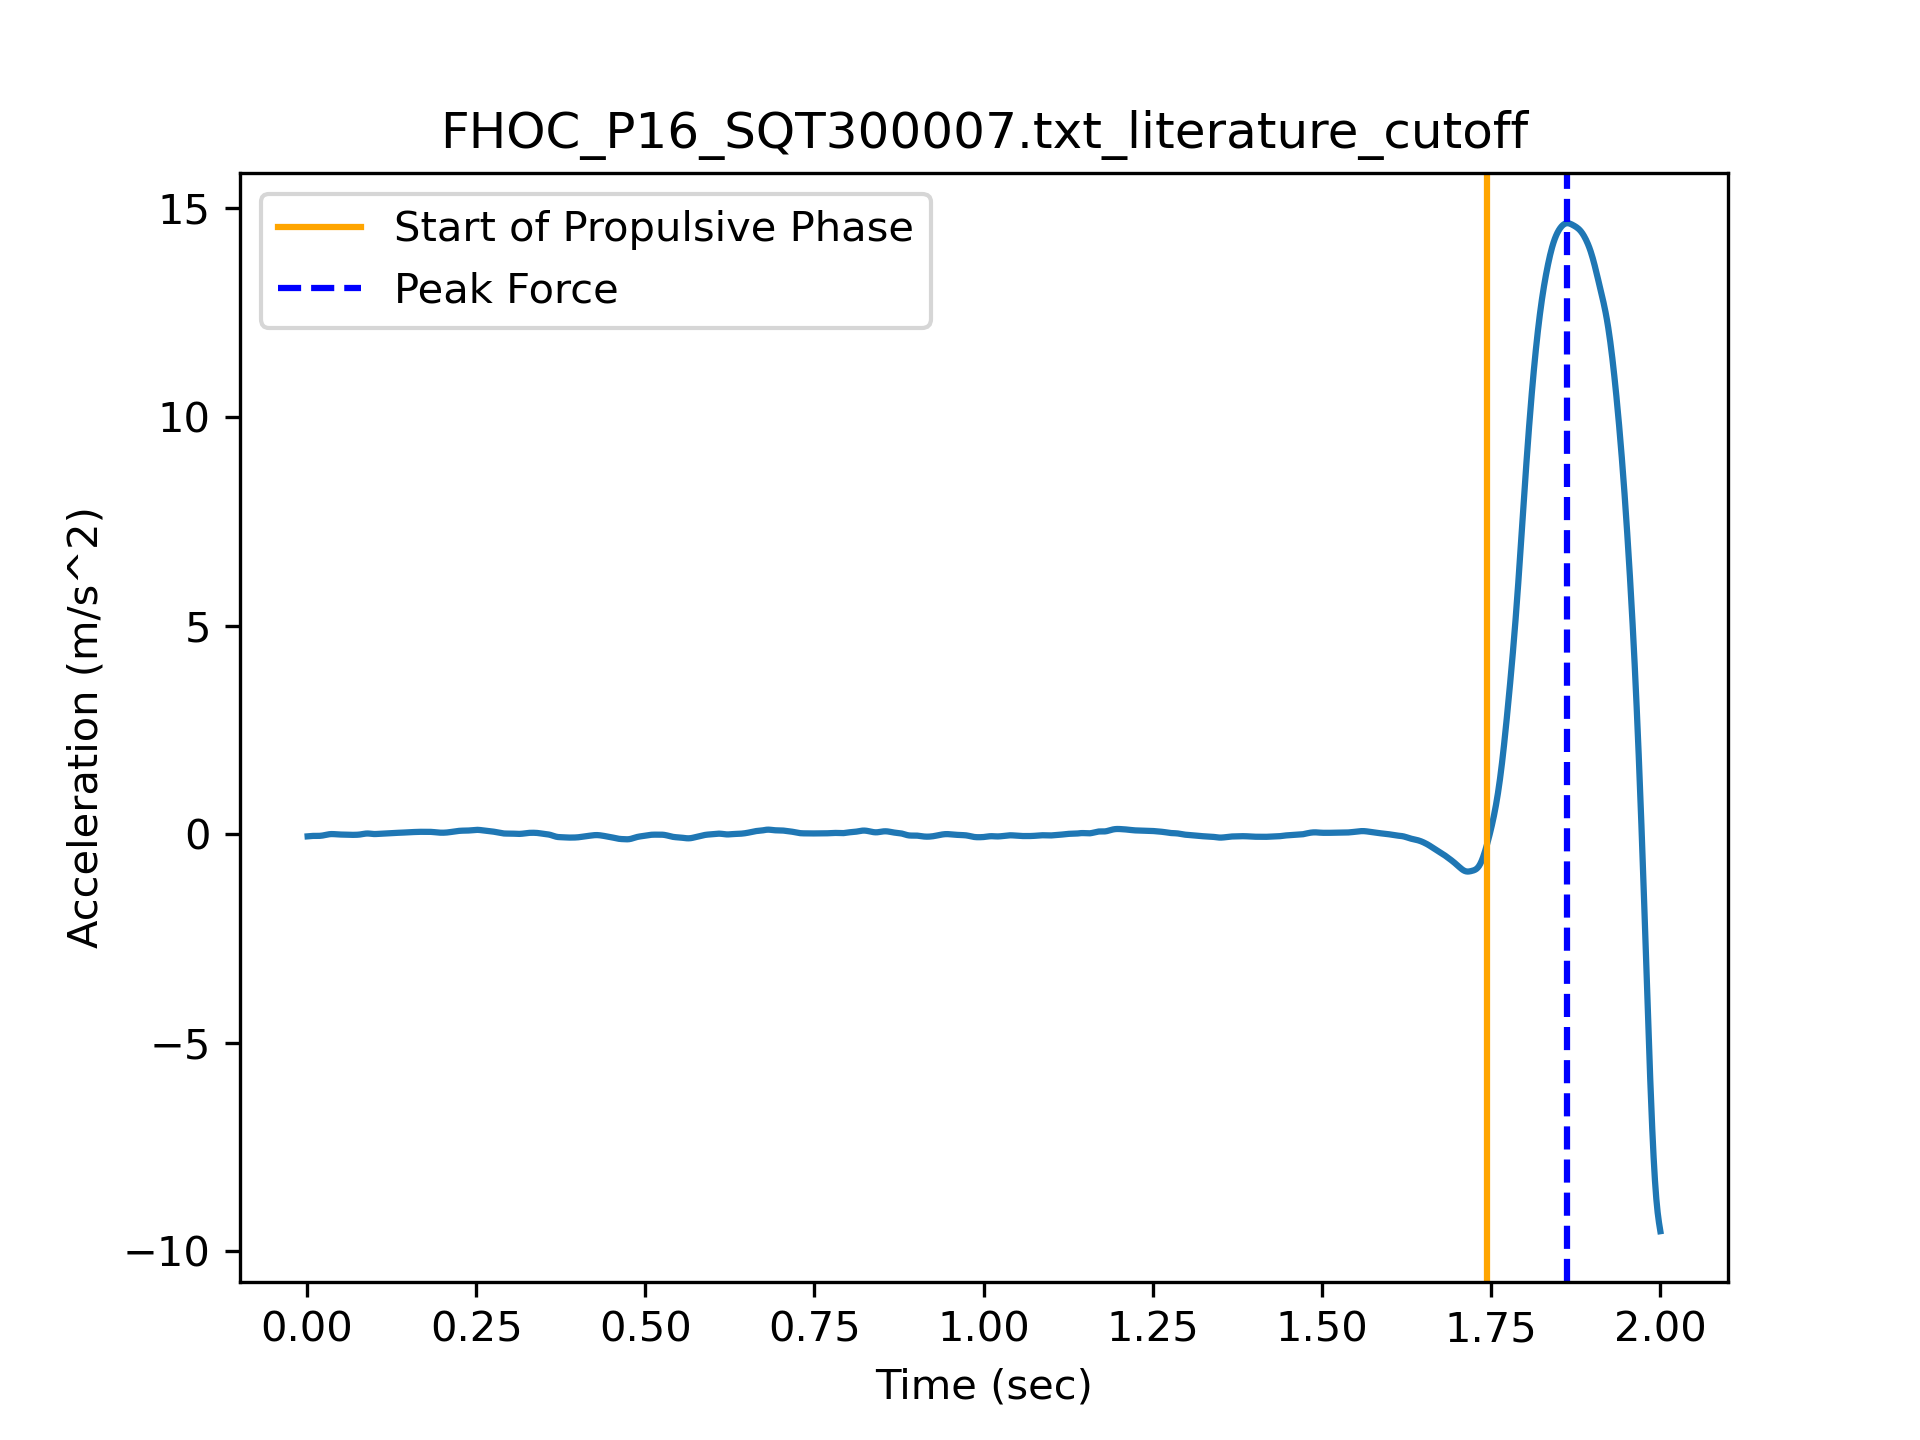 FHOC_P16_SQT300007.txt_literature_cutoff
Start of Propulsive Phase
Peak Force
15
10
5
0
−5
−10
Acceleration (m/s^2)
0.00 0.25 0.50 0.75 1.00 1.25 1.50 1.75 2.00
Time (sec)